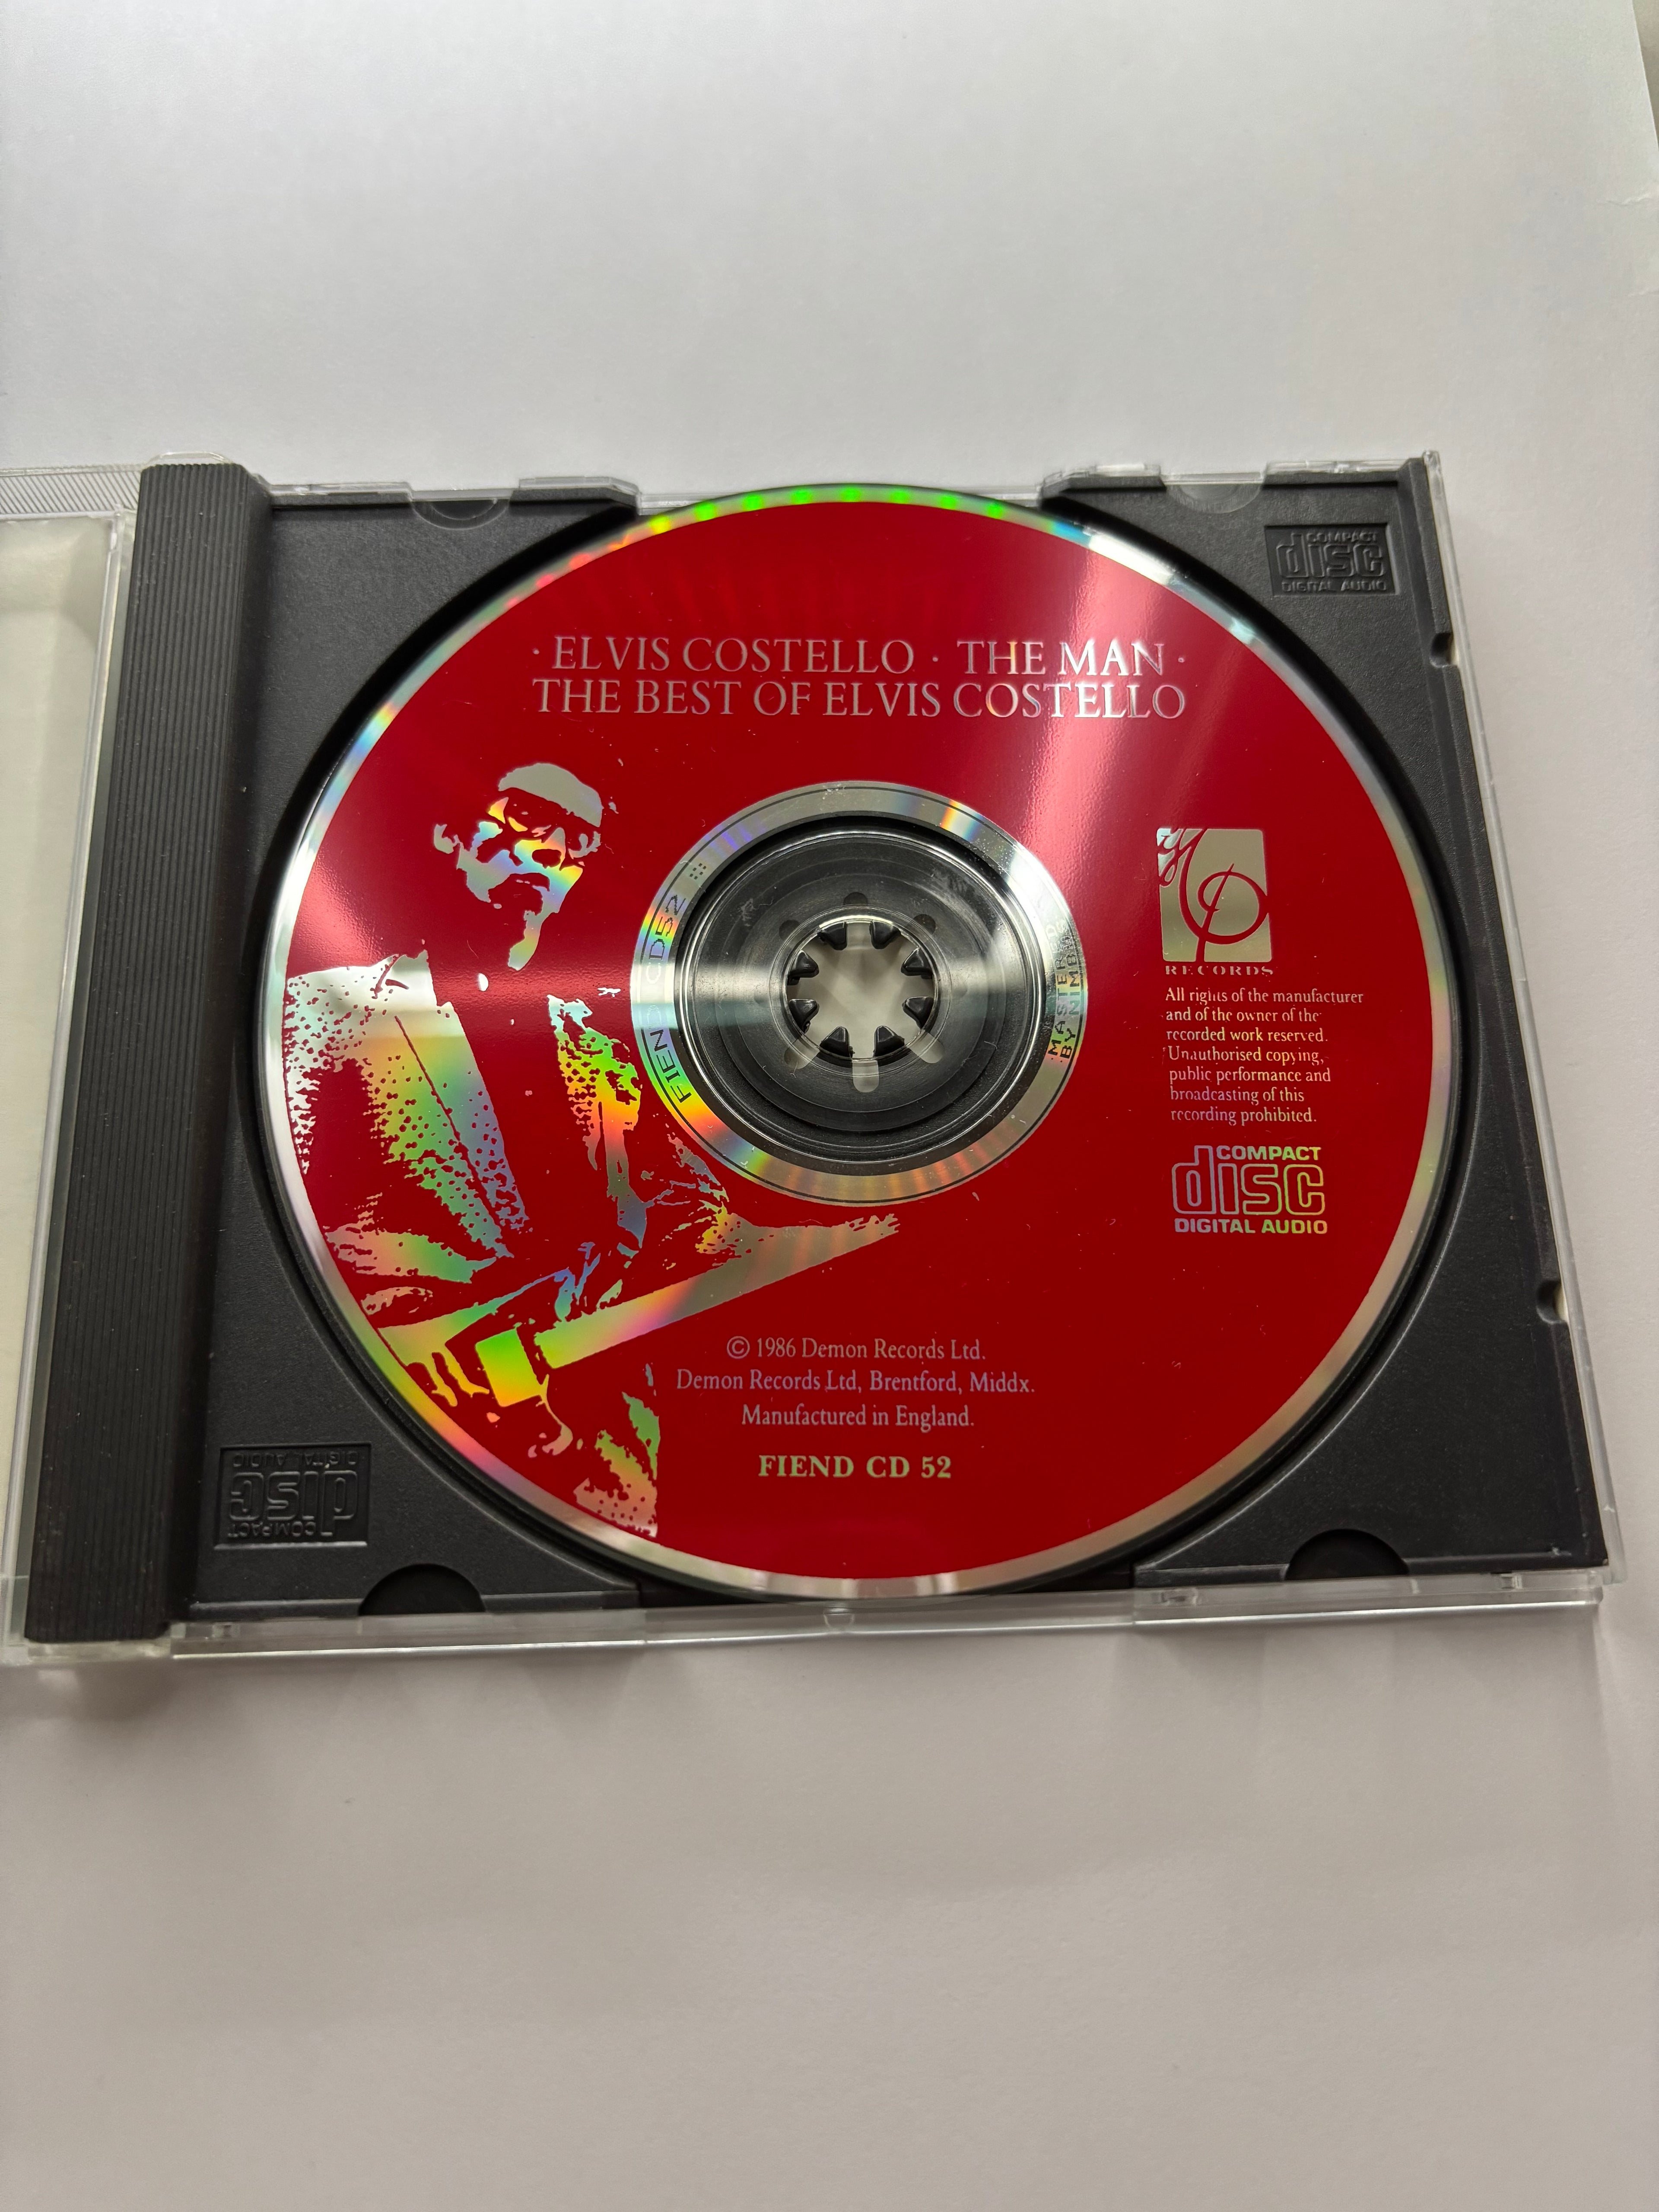 · ELVIS COSTELLO · THE MAN ·
THE BEST OF ELVIS COSTELLO
FIEND CD52
MASTERED
BY NIMBUS
RECORDS
All rights of the manufacturer
and of the owner of the
recorded work reserved.
Unauthorised copying,
public performance and
broadcasting of this
recording prohibited.
COMPACT
disc
DIGITAL AUDIO
© 1986 Demon Records Ltd.
Demon Records Ltd, Brentford, Middx.
Manufactured in England.
FIEND CD 52
COMPACT
disc
DIGITAL AUDIO
COMPACT
disc
DIGITAL AUDIO